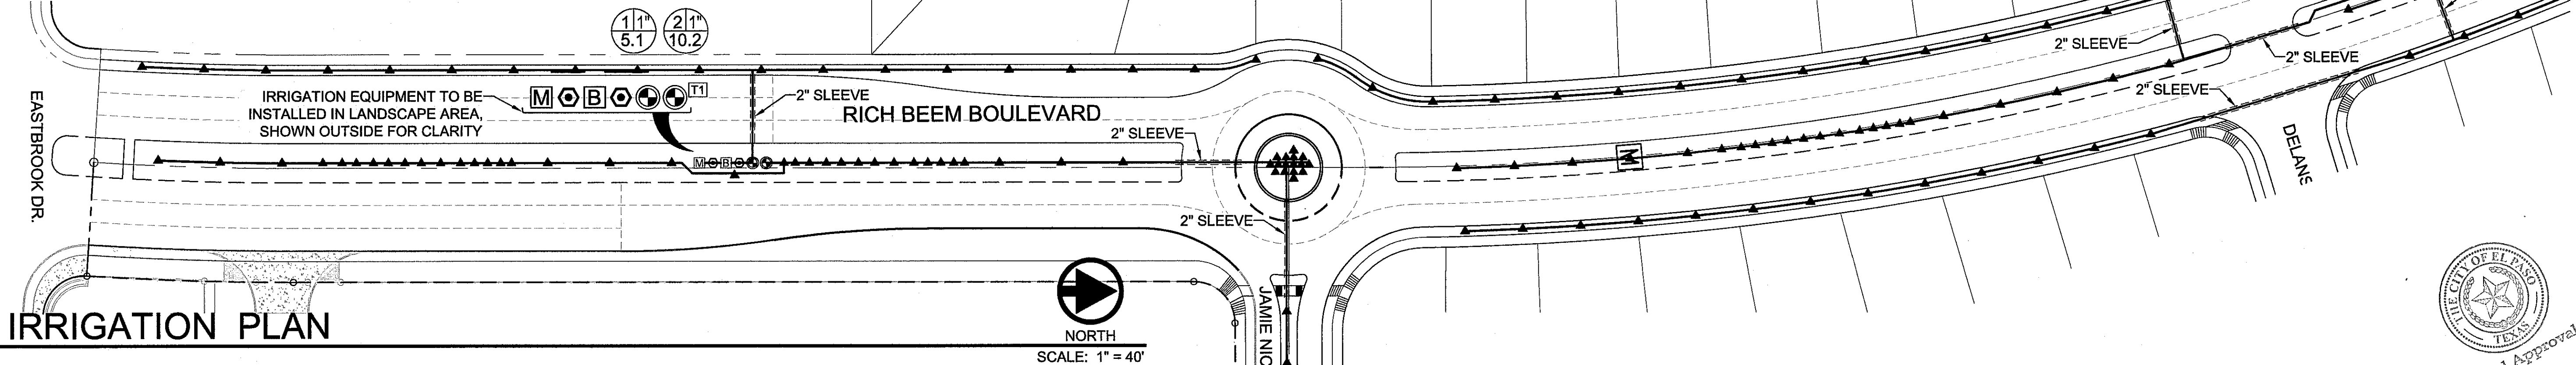 1 1"
5.1
2 1"
10.2
2" SLEEVE
2" SLEEVE
2" SLEEVE
EASTBROOK DR.
IRRIGATION EQUIPMENT TO BE
INSTALLED IN LANDSCAPE AREA,
SHOWN OUTSIDE FOR CLARITY
M B T1
2" SLEEVE
RICH BEEM BOULEVARD
2" SLEEVE
M B
M
DELANS
2" SLEEVE
JAMIE NIC
NORTH
SCALE: 1" = 40'
IRRIGATION PLAN
THE CITY OF EL PASO
TEXAS
Approval